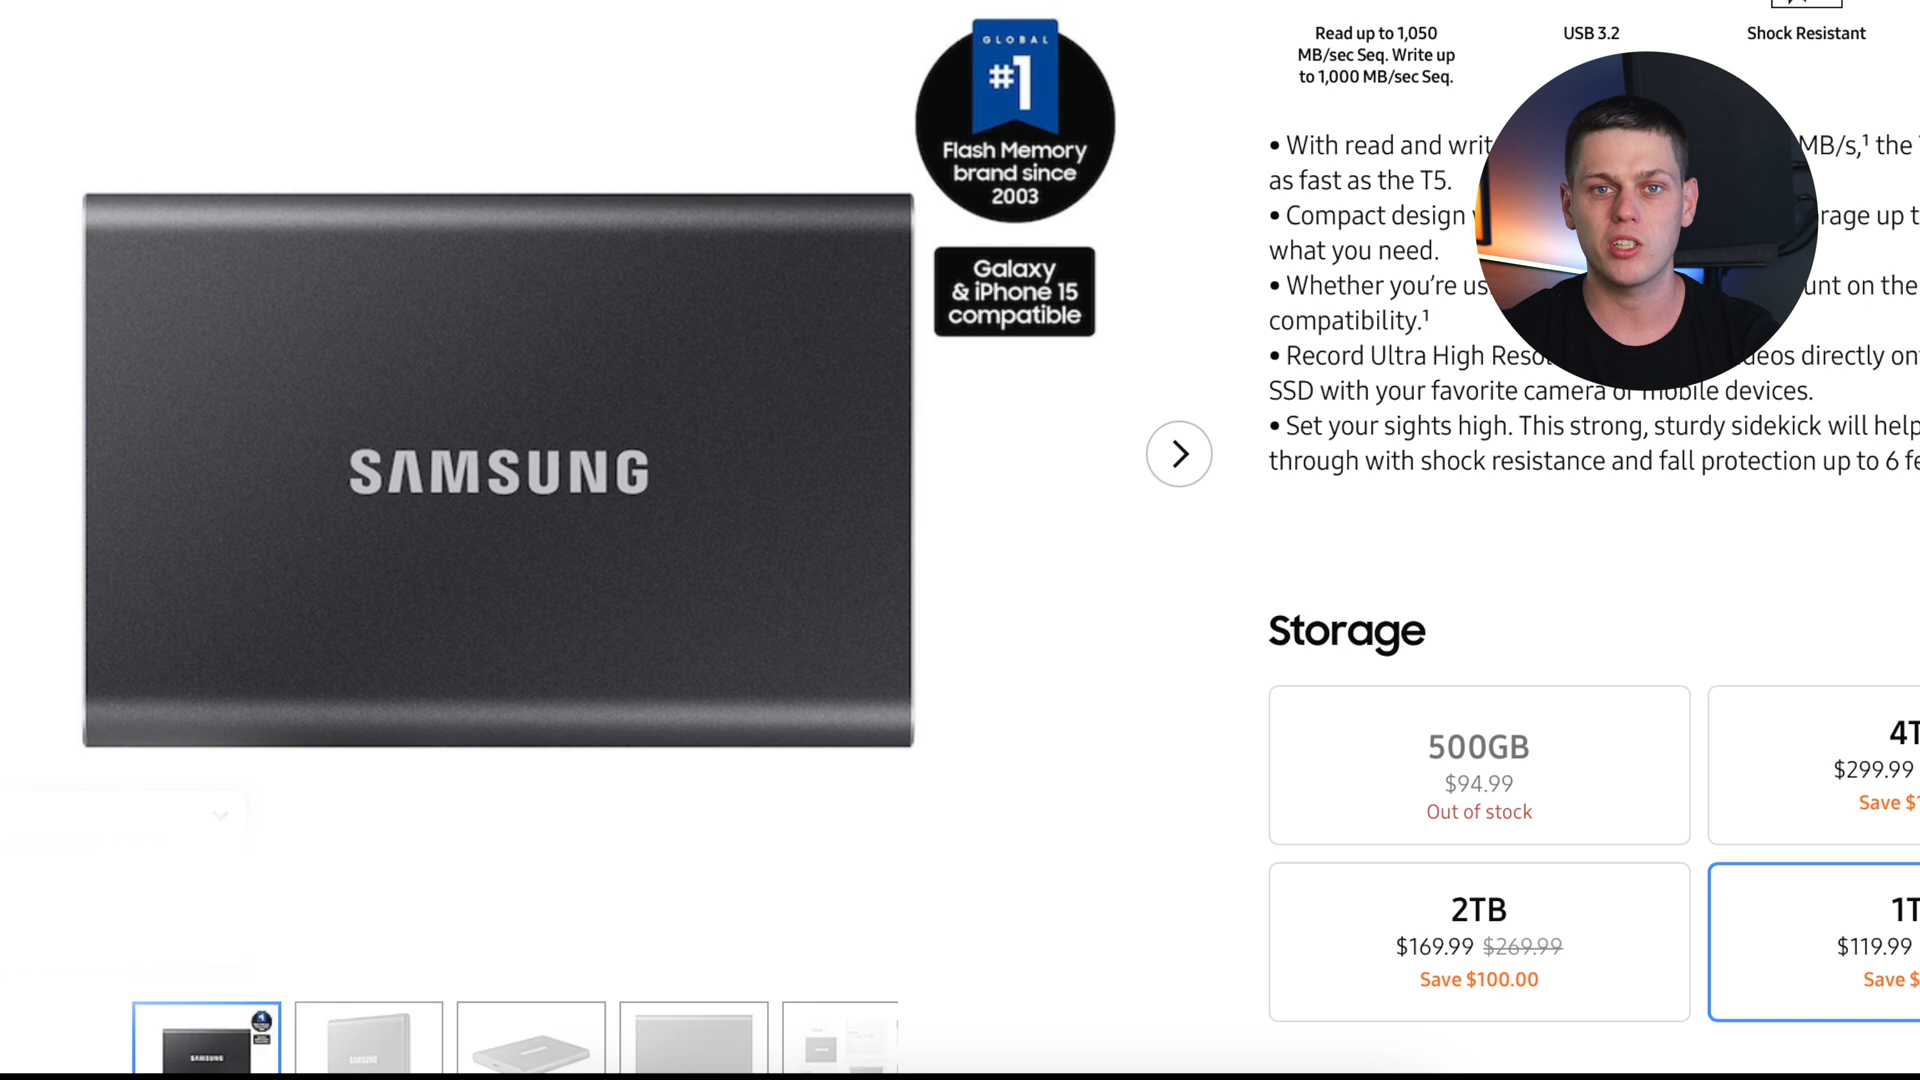 GLOBAL
#1
Flash Memory
brand since
2003
Galaxy
& iPhone 15
compatible
SAMSUNG
Read up to 1,050
MB/sec Seq. Write up
to 1,000 MB/sec Seq.
USB 3.2
Shock Resistant
• With read and writ MB/s,¹ the
as fast as the T5.
• Compact design rage up t
what you need.
• Whether you're us unt on the
compatibility.¹
• Record Ultra High Reso deos directly on
SSD with your favorite camera or mobile devices.
• Set your sights high. This strong, sturdy sidekick will help
through with shock resistance and fall protection up to 6 fe
Storage
500GB
$94.99
Out of stock
4T
$299.99
Save $1
2TB
$169.99 $269.99
Save $100.00
1T
$119.99
Save $
SAMSUNG
SAMSUNG